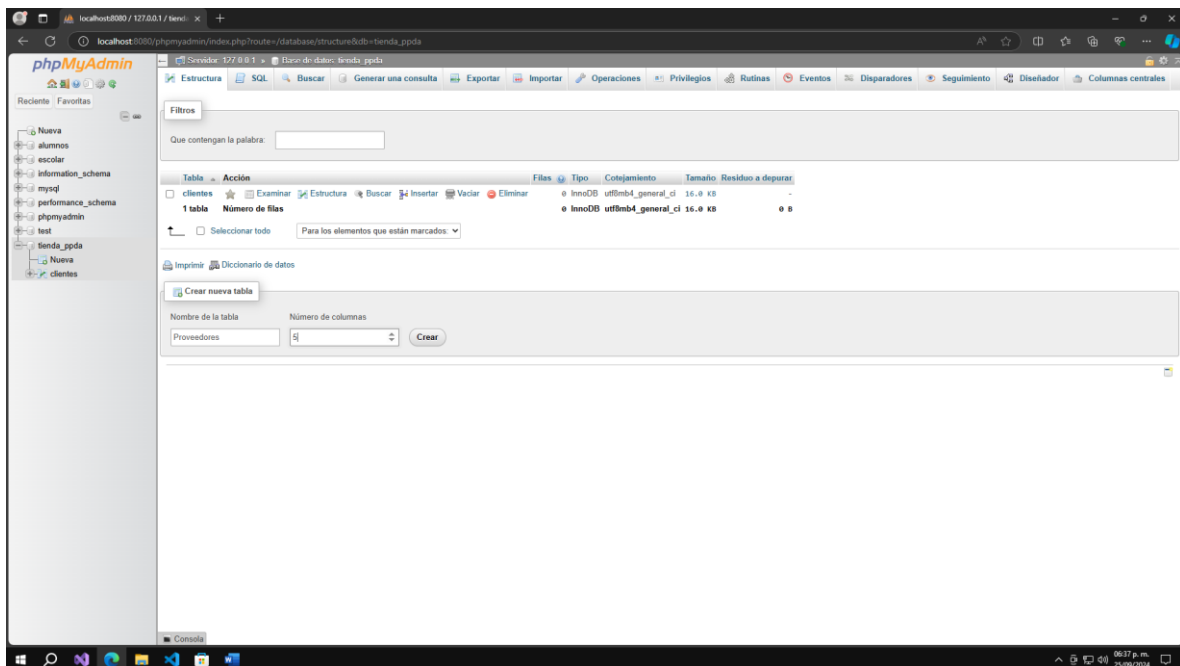 localhost:8080 / 127.0.0.1 / tiend
localhost:8080/phpmyadmin/index.php?route=/database/structure&db=tienda_ppda
phpMyAdmin
Reciente Favoritas
Nueva
alumnos
escolar
information_schema
mysql
performance_schema
phpmyadmin
test
tienda_ppda
Nueva
clientes
Servidor: 127.0.0.1 » Base de datos: tienda_ppda
Estructura SQL Buscar Generar una consulta Exportar Importar Operaciones Privilegios Rutinas Eventos Disparadores Seguimiento Diseñador Columnas centrales
Filtros
Que contengan la palabra:
Tabla Acción Filas Tipo Cotejamiento Tamaño Residuo a depurar
clientes Examinar Estructura Buscar Insertar Vaciar Eliminar 0 InnoDB utf8mb4_general_ci 16.0 KB -
1 tabla Número de filas 0 InnoDB utf8mb4_general_ci 16.0 KB 0 B
Seleccionar todo Para los elementos que están marcados:
Imprimir Diccionario de datos
Crear nueva tabla
Nombre de la tabla Número de columnas
Proveedores 5 Crear
Consola
06:37 p. m.
25/09/2024